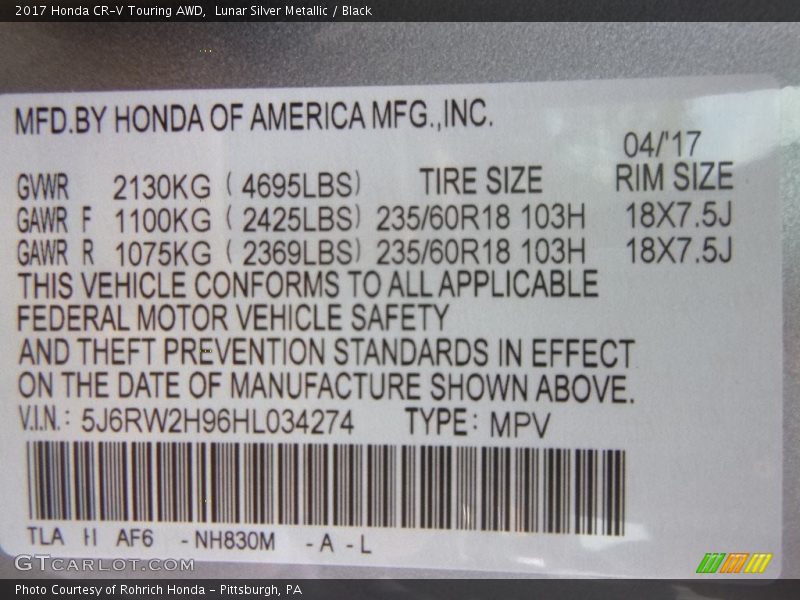 2017 Honda CR-V Touring AWD,  Lunar Silver Metallic / Black
MFD.BY HONDA OF AMERICA MFG.,INC.
04/'17
GVWR 2130KG ( 4695LBS) TIRE SIZE RIM SIZE
GAWR F 1100KG ( 2425LBS) 235/60R18 103H 18X7.5J
GAWR R 1075KG ( 2369LBS) 235/60R18 103H 18X7.5J
THIS VEHICLE CONFORMS TO ALL APPLICABLE
FEDERAL MOTOR VEHICLE SAFETY
AND THEFT PREVENTION STANDARDS IN EFFECT
ON THE DATE OF MANUFACTURE SHOWN ABOVE.
V.I.N.: 5J6RW2H96HL034274 TYPE: MPV
TLA AF6 -NH830M -A -L
GTCARLOT.COM
Photo Courtesy of Rohrich Honda - Pittsburgh, PA